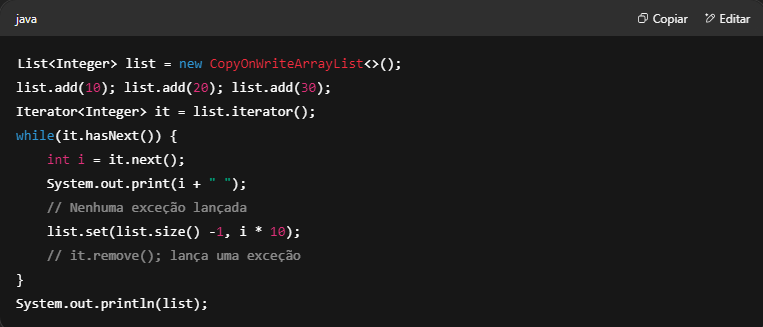 java Copiar Editar
List<Integer> list = new CopyOnWriteArrayList<>();
list.add(10); list.add(20); list.add(30);
Iterator<Integer> it = list.iterator();
while(it.hasNext()) {
    int i = it.next();
    System.out.print(i + " ");
    // Nenhuma exceção lançada
    list.set(list.size() -1, i * 10);
    // it.remove(); lança uma exceção
}
System.out.println(list);